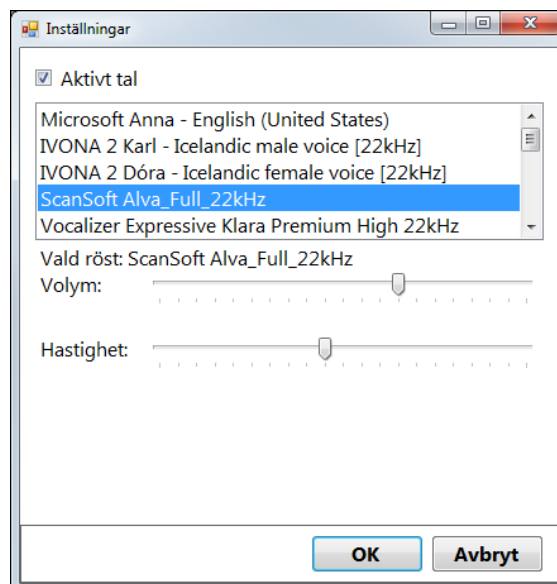 Inställningar
Aktivt tal
Microsoft Anna - English (United States)
IVONA 2 Karl - Icelandic male voice [22kHz]
IVONA 2 Dóra - Icelandic female voice [22kHz]
ScanSoft Alva_Full_22kHz
Vocalizer Expressive Klara Premium High 22kHz
Vald röst: ScanSoft Alva_Full_22kHz
Volym:
Hastighet:
OK Avbryt